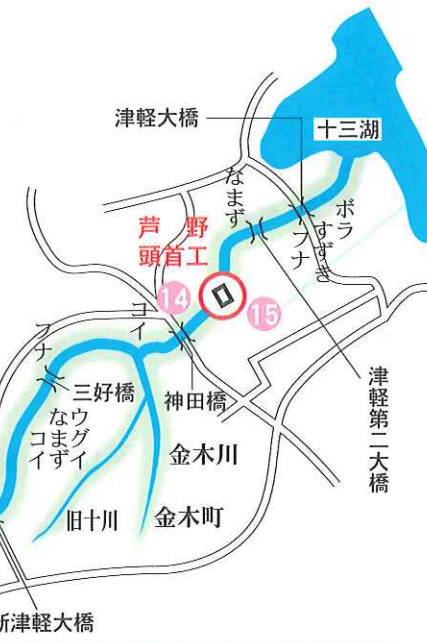 津軽大橋
十三湖
なまず
ボラ
すずき
フナ
芦野
頭首工
14
15
コイ
フナ
三好橋
神田橋
ウグイ
なまず
コイ
津軽第二大橋
金木川
旧十川
金木町
新津軽大橋